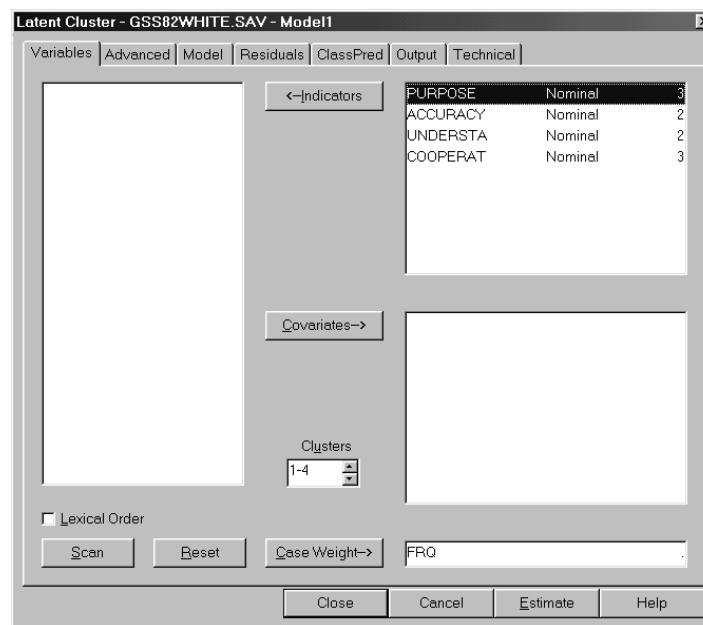 Latent Cluster - GSS82WHITE.SAV - Model1
Variables Advanced Model Residuals ClassPred Output Technical
<--Indicators
PURPOSE Nominal 3
ACCURACY Nominal 2
UNDERSTA Nominal 2
COOPERAT Nominal 3
Covariates-->
Clusters
1-4
Lexical Order
Scan Reset Case Weight--> FRQ .
Close Cancel Estimate Help